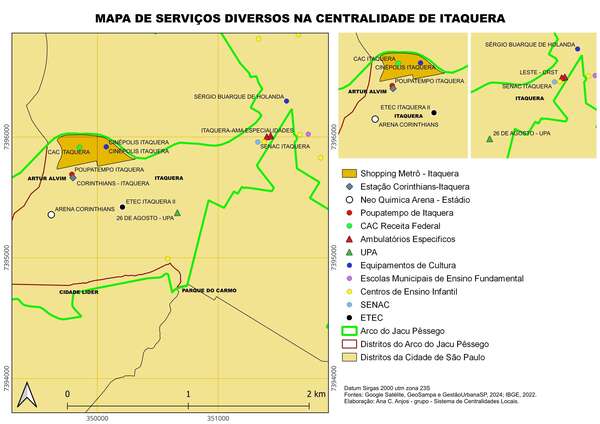 MAPA DE SERVIÇOS DIVERSOS NA CENTRALIDADE DE ITAQUERA
SÉRGIO BUARQUE DE HOLANDA
ITAQUERA-AMA ESPECIALIDADES
SENAC ITAQUERA
CINÉPOLIS ITAQUERA
CINÉPOLIS ITAQUERA
CAC ITAQUERA
POUPATEMPO ITAQUERA
ARTUR ALVIM
ITAQUERA
CORINTHIANS - ITAQUERA
ETEC ITAQUERA II
ARENA CORINTHIANS
26 DE AGOSTO - UPA
CIDADE LIDER
PARQUE DO CARMO
7396000
7395000
7394000
0
1
2 km
350000
351000
CAC ITAQUERA
CINÉPOLIS ITAQUERA
POUPATEMPO ITAQUERA
ARTUR ALVIM
ETEC ITAQUERA II
ITAQUERA
ARENA CORINTHIANS
SÉRGIO BUARQUE DE HOLANDA
LESTE - CRST
SENAC ITAQUERA
ITAQUERA
26 DE AGOSTO - UPA
Shopping Metrô - Itaquera
Estação Corinthians-Itaquera
Neo Quimica Arena - Estádio
Poupatempo de Itaquera
CAC Receita Federal
Ambulatórios Especificos
UPA
Equipamentos de Cultura
Escolas Municipais de Ensino Fundamental
Centros de Ensino Infantil
SENAC
ETEC
Arco do Jacu Pêssego
Distritos do Arco do Jacu Pêssego
Distritos da Cidade de São Paulo
Datum Sirgas 2000 utm zona 23S
Fontes: Google Satélite, GeoSampa e GestãoUrbanaSP, 2024; IBGE, 2022.
Elaboração: Ana C. Anjos - grupo - Sistema de Centralidades Locais.